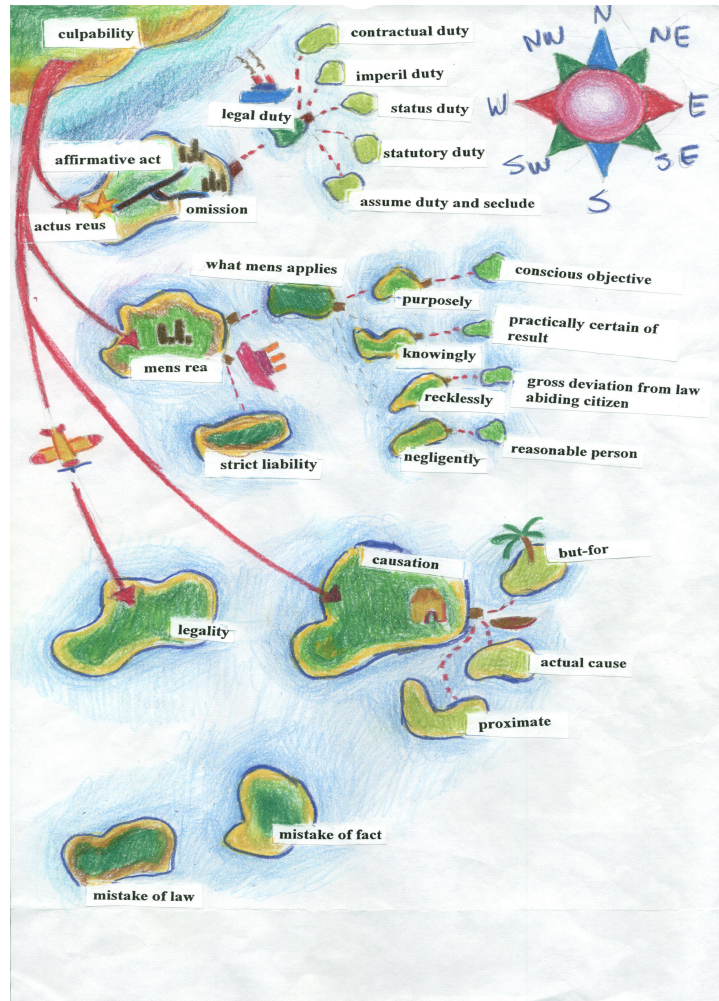 culpability
contractual duty
imperil duty
legal duty
status duty
statutory duty
affirmative act
omission
assume duty and seclude
actus reus
N
NE
E
SE
S
SW
W
NW
what mens applies
purposely
conscious objective
knowingly
practically certain of
result
mens rea
recklessly
gross deviation from law
abiding citizen
strict liability
negligently
reasonable person
causation
but-for
legality
actual cause
proximate
mistake of fact
mistake of law